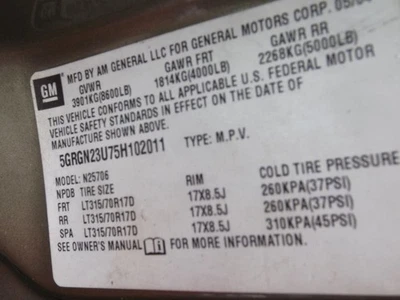 MFD BY AM GENERAL LLC FOR GENERAL MOTORS CORP. 05/04
GM
GVWR GAWR FRT GAWR RR
3901KG(8600LB) 1814KG(4000LB) 2268KG(5000LB)
THIS VEHICLE CONFORMS TO ALL APPLICABLE U.S. FEDERAL MOTOR
VEHICLE SAFETY STANDARDS IN EFFECT ON THE DATE OF
MANUFACTURE SHOWN ABOVE.
5GRGN23U75H102011 TYPE: M.P.V.
MODEL: N25706
NPDB TIRE SIZE RIM COLD TIRE PRESSURE
FRT LT315/70R17D 17X8.5J 260KPA(37PSI)
RR LT315/70R17D 17X8.5J 260KPA(37PSI)
SPA LT315/70R17D 17X8.5J 310KPA(45PSI)
SEE OWNER'S MANUAL FOR MORE INFORMATION